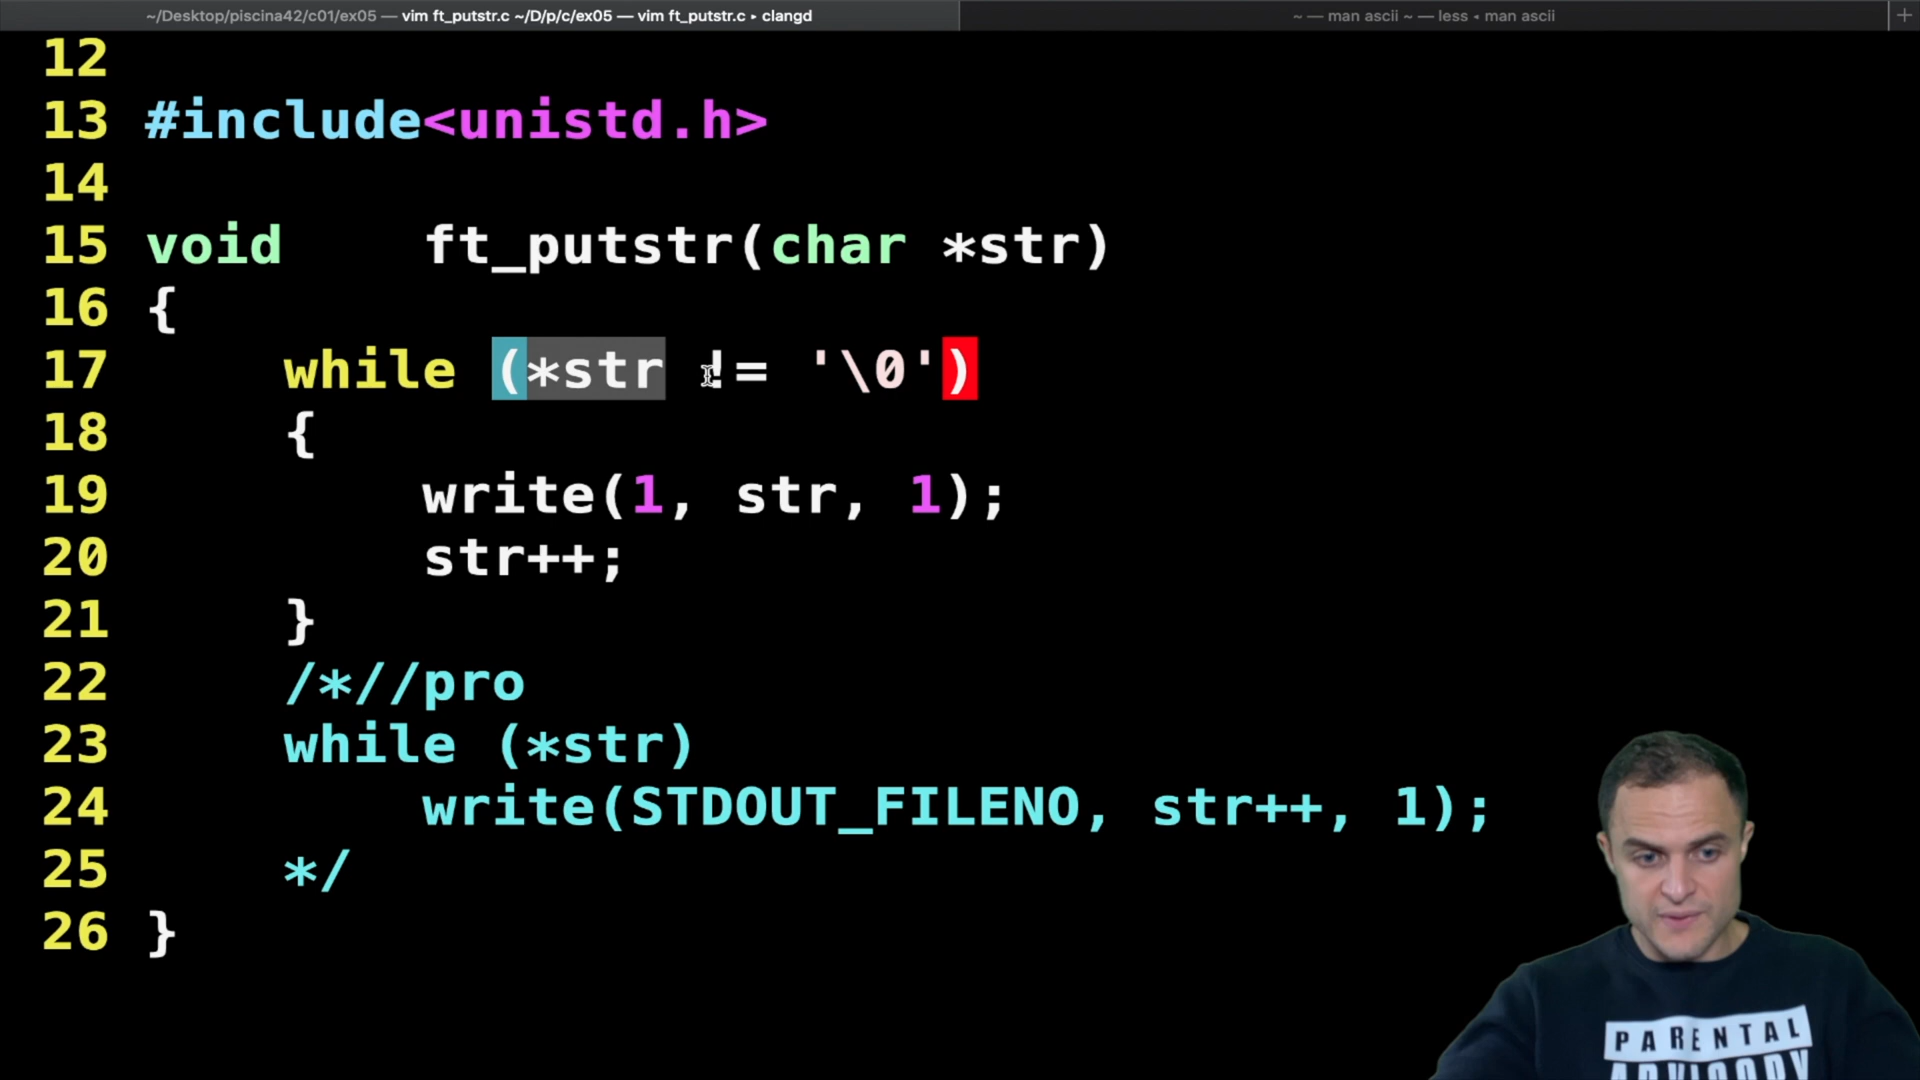 ~/Desktop/piscina42/c01/ex05 — vim ft_putstr.c ~/D/p/c/ex05 — vim ft_putstr.c ▸ clangd
~ — man ascii ~ — less ◂ man ascii
12
13 #include<unistd.h>
14
15 void    ft_putstr(char *str)
16 {
17     while (*str != '\0')
18     {
19         write(1, str, 1);
20         str++;
21     }
22     /*//pro
23     while (*str)
24         write(STDOUT_FILENO, str++, 1);
25     */
26 }
PARENTAL
ADVISORY